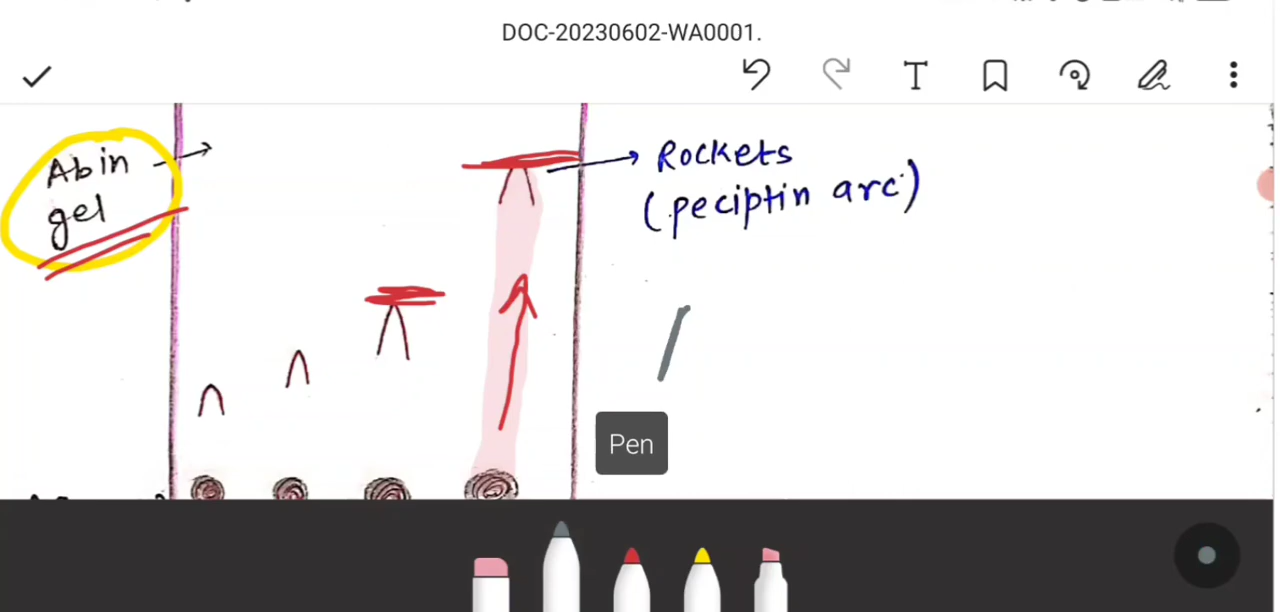 DOC-20230602-WA0001.
T
Ab in
gel
Rockets
(peciptin arc)
Pen